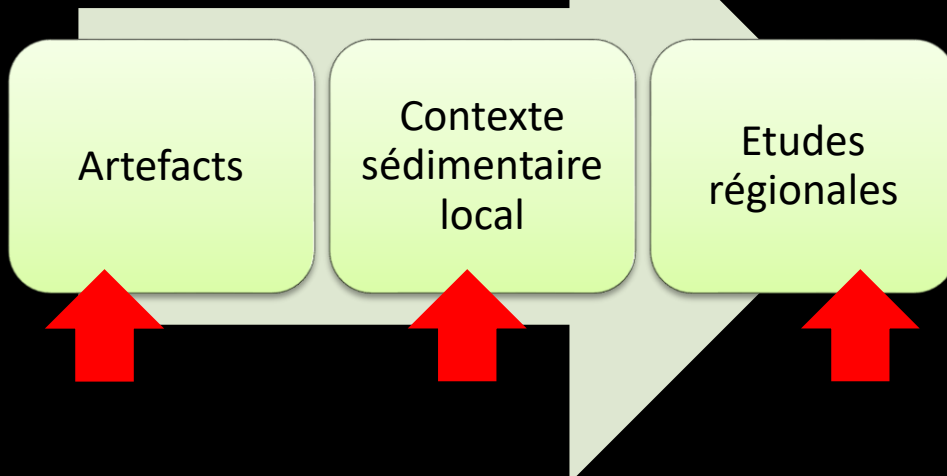 Artefacts
Contexte
sédimentaire
local
Etudes
régionales